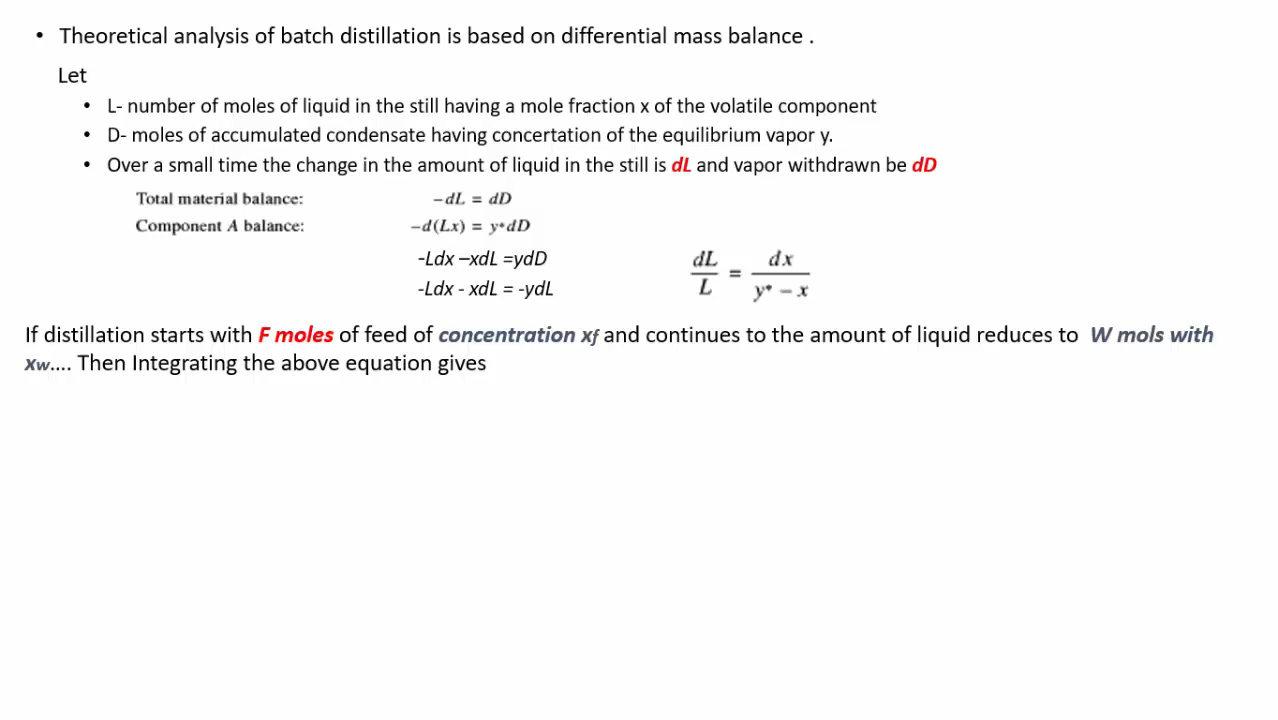 • Theoretical analysis of batch distillation is based on differential mass balance .
Let
• L- number of moles of liquid in the still having a mole fraction x of the volatile component
• D- moles of accumulated condensate having concertation of the equilibrium vapor y.
• Over a small time the change in the amount of liquid in the still is dL and vapor withdrawn be dD
Total material balance: −dL = dD
Component A balance: −d(Lx) = y*dD
-Ldx –xdL =ydD
-Ldx - xdL = -ydL
dL/L = dx/(y* − x)
If distillation starts with F moles of feed of concentration xf and continues to the amount of liquid reduces to W mols with
xw.... Then Integrating the above equation gives